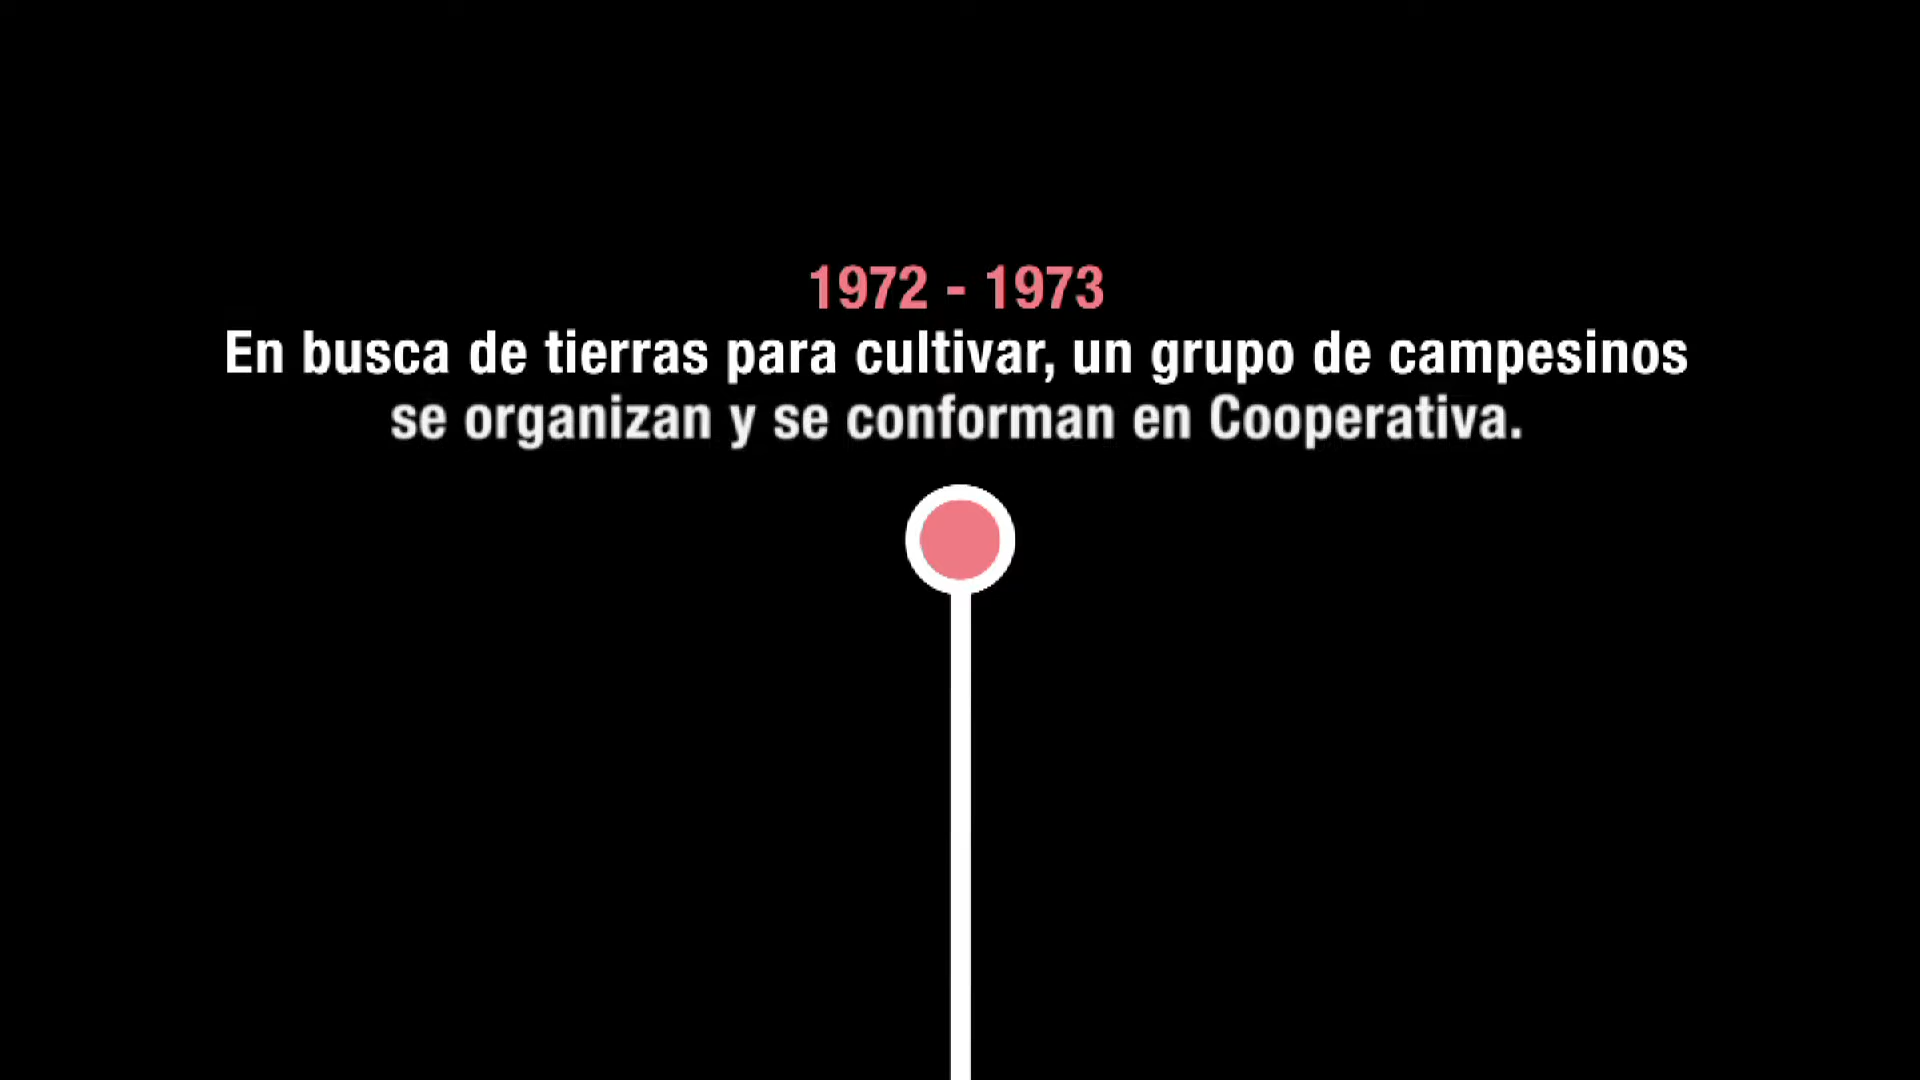 1972 - 1973
En busca de tierras para cultivar, un grupo de campesinos
se organizan y se conforman en Cooperativa.